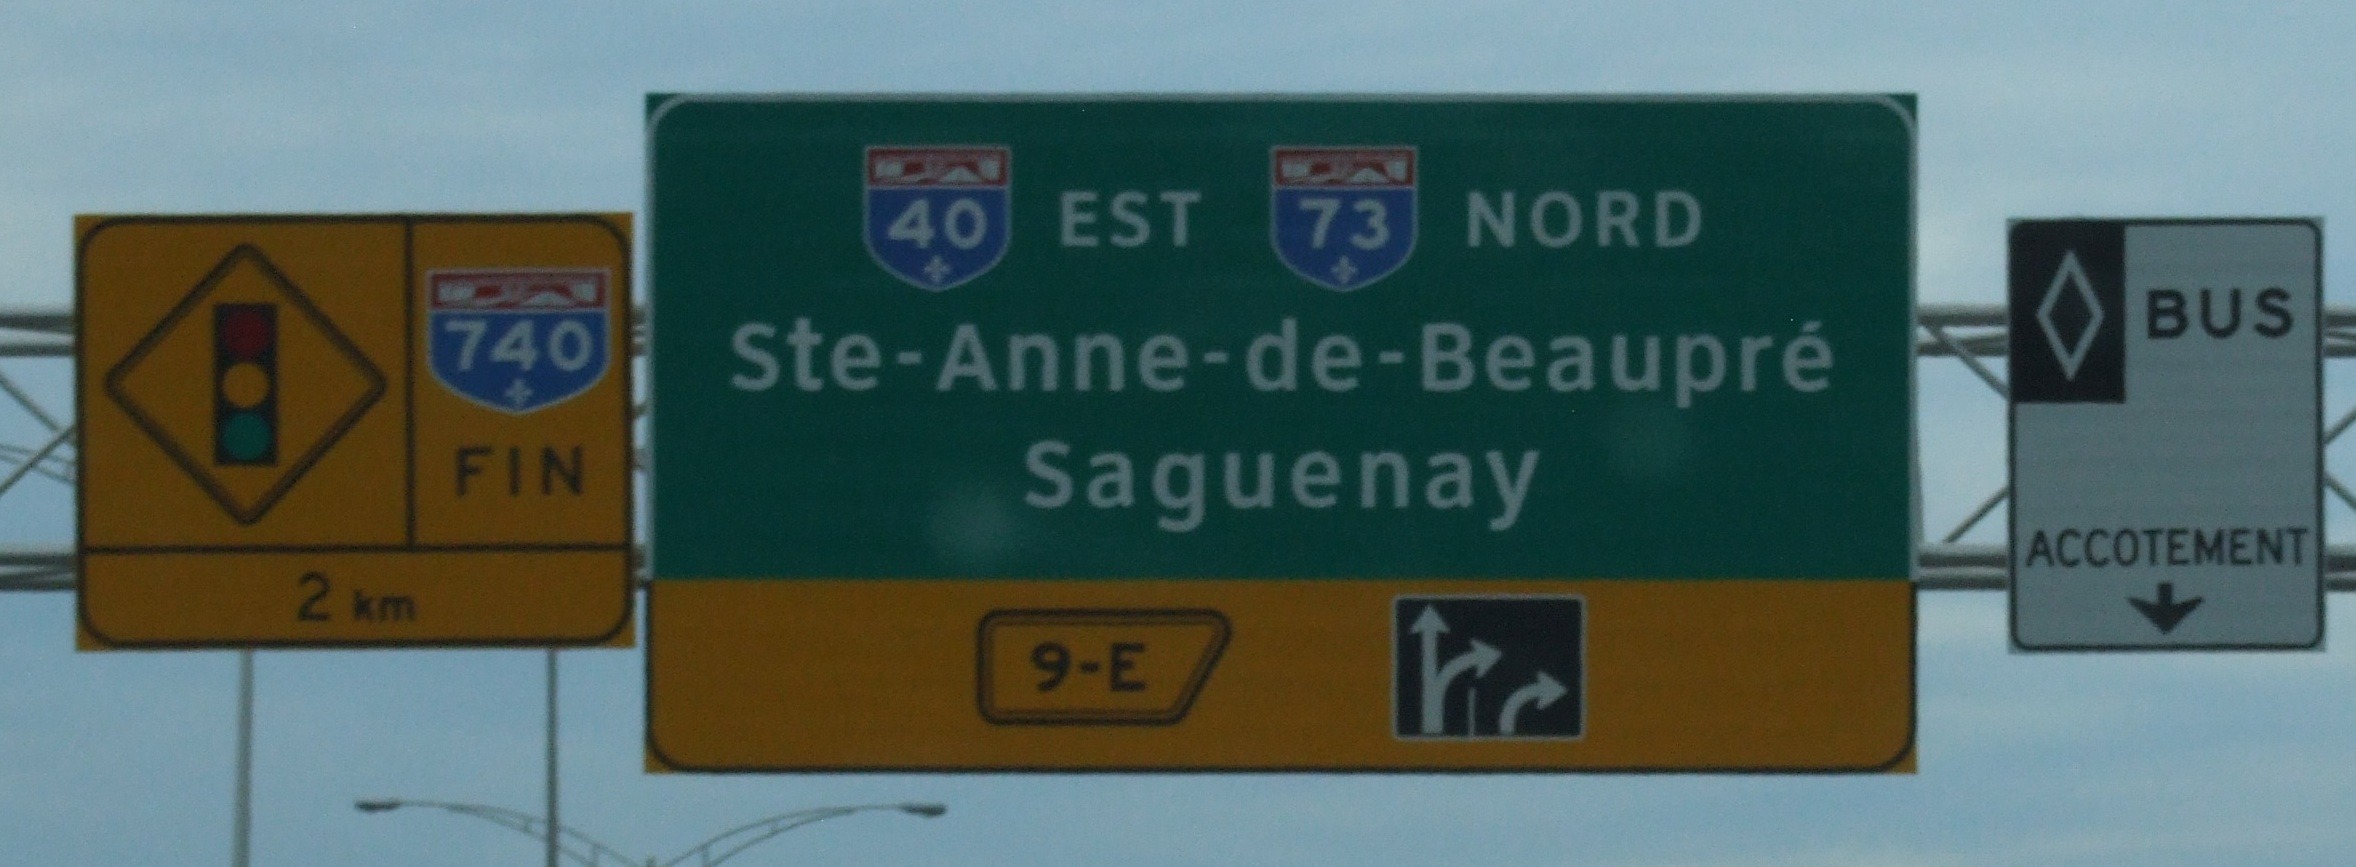 740
FIN
2 km
40 EST 73 NORD
Ste-Anne-de-Beaupré
Saguenay
9-E
BUS
ACCOTEMENT